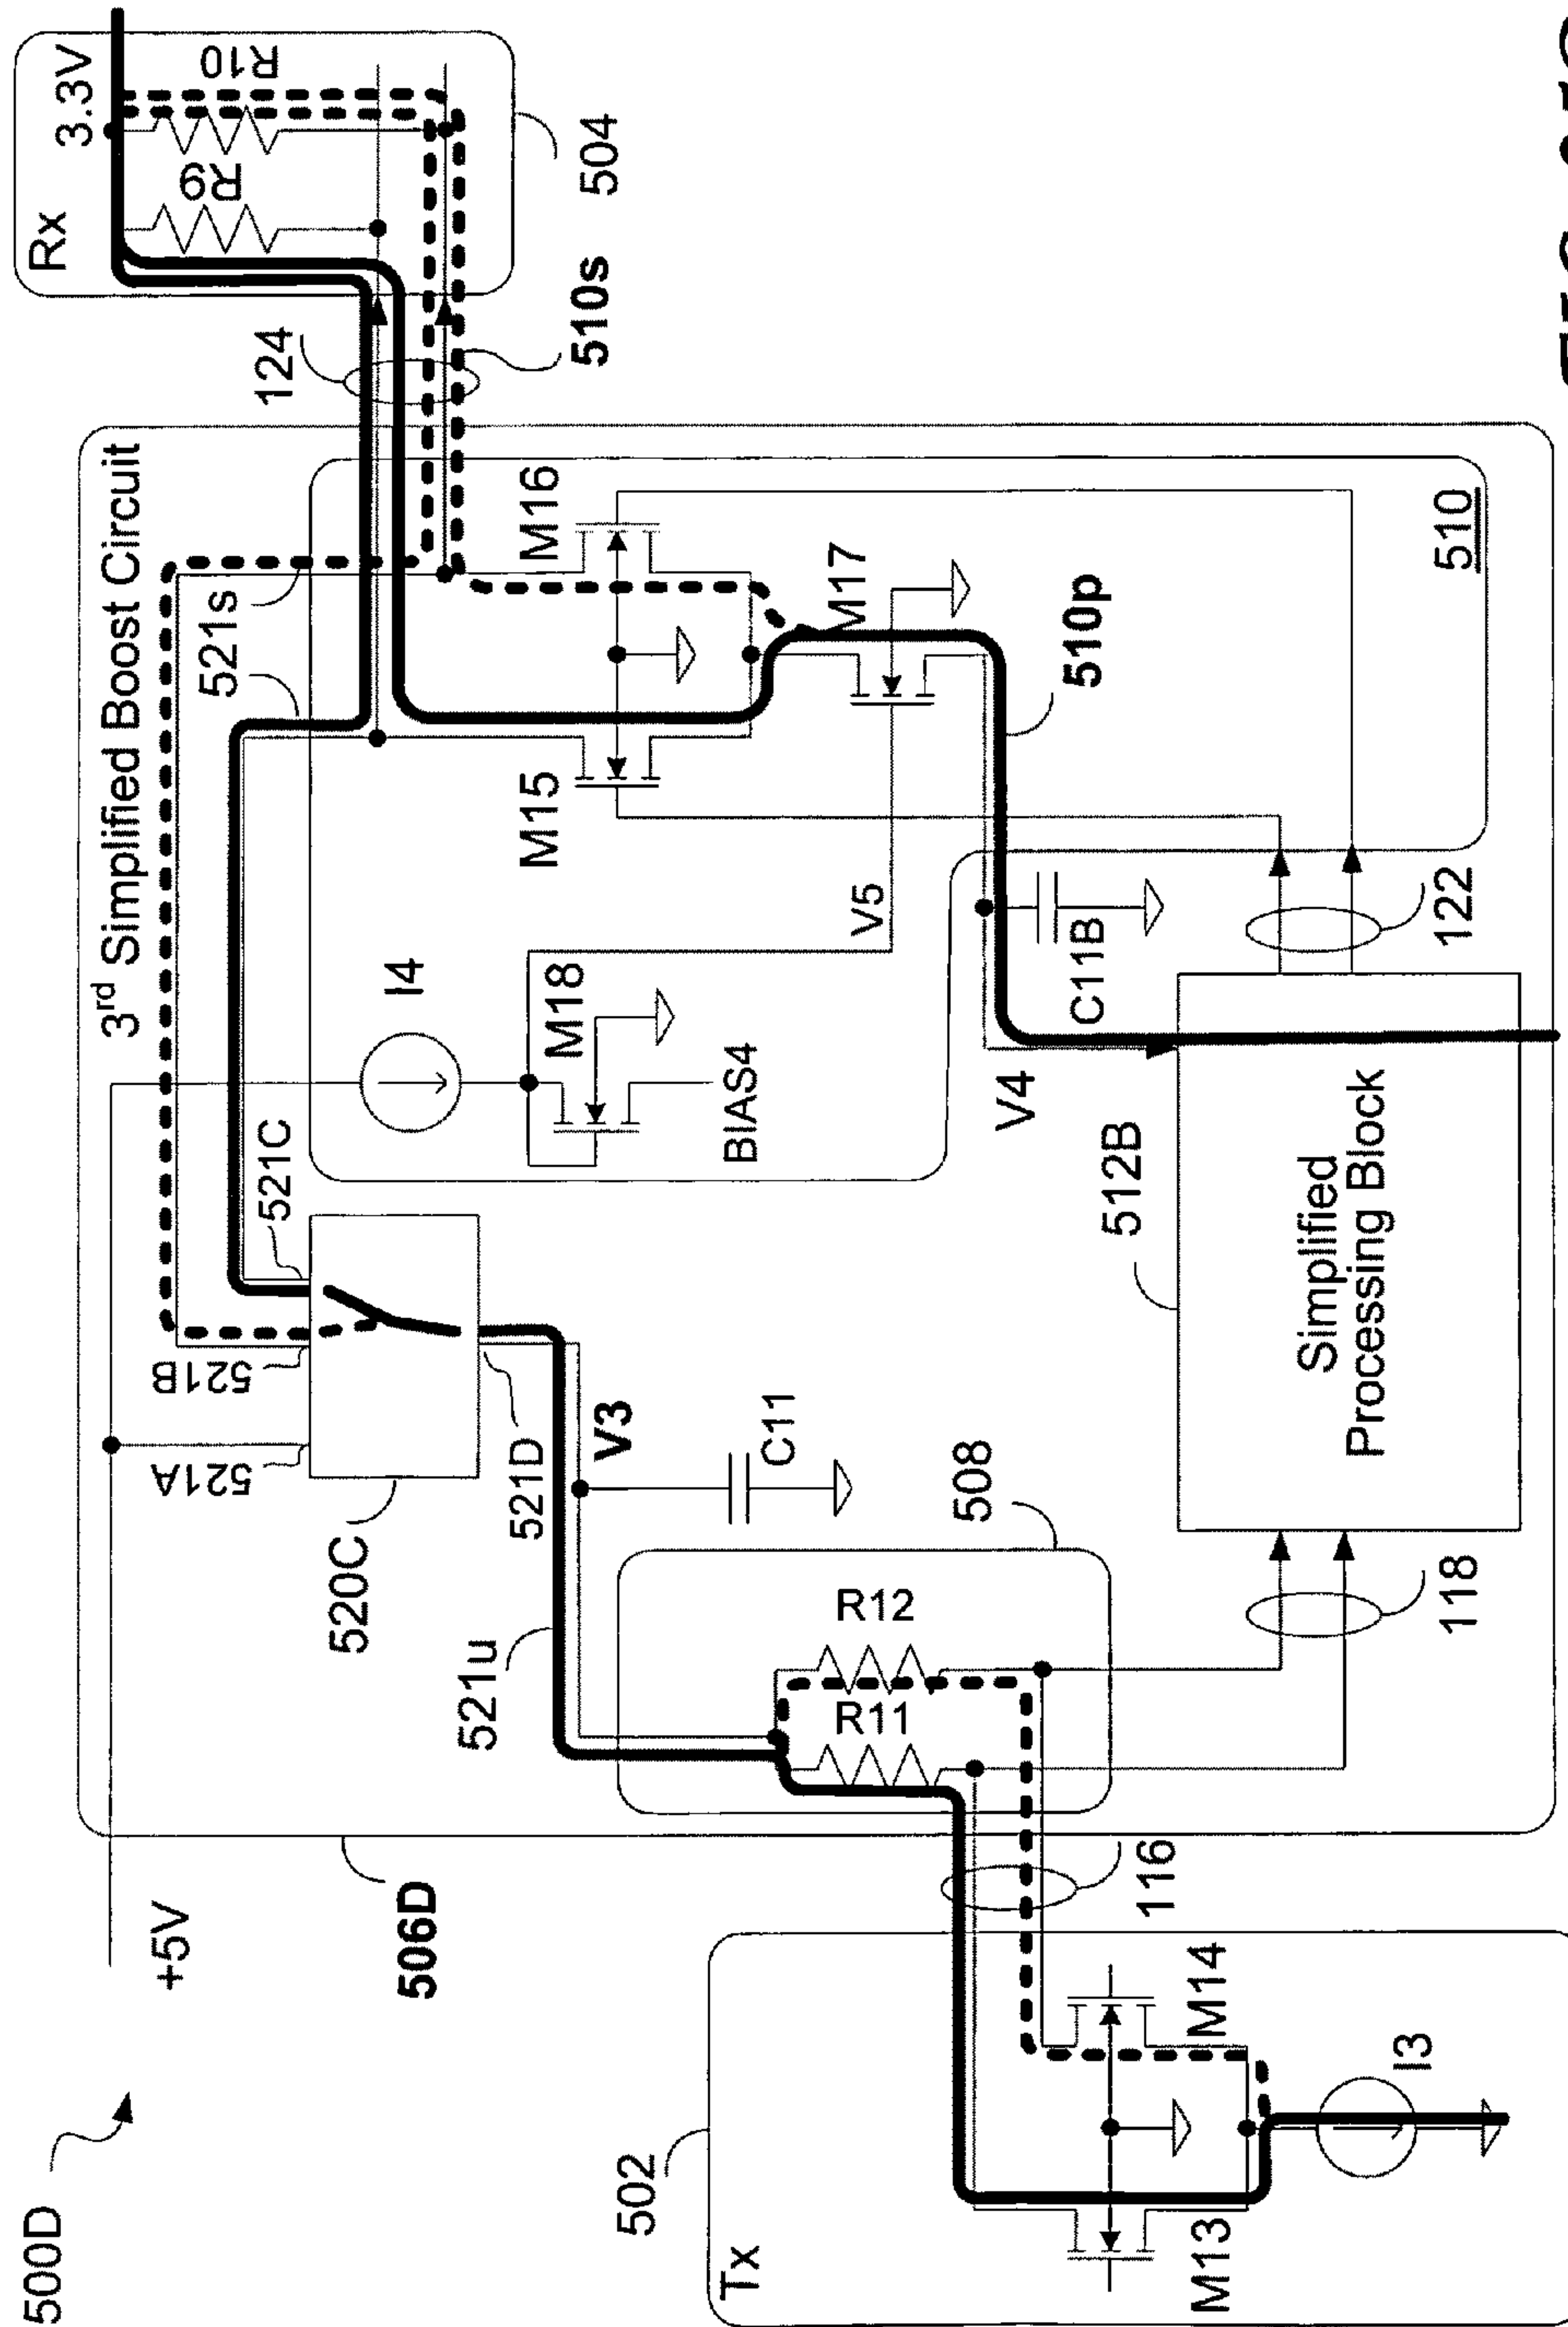 500D
+5V
506D
3rd Simplified Boost Circuit
Rx
3.3V
R9
R10
504
124
510s
521s
521C
521B
521A
520C
521D
V3
C11
521u
508
R12
R11
I4
M18
BIAS4
V5
M15
M16
M17
510p
510
V4
C11B
512B
Simplified
Processing Block
122
118
116
502
Tx
M13
M14
I3